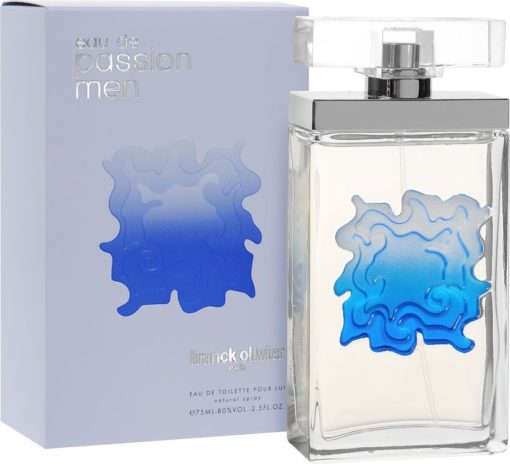 eau de
passion
men
franck olivier
Paris
EAU DE TOILETTE POUR LUI
natural spray
℮75ML-80%VOL-2.5FL.OZ.